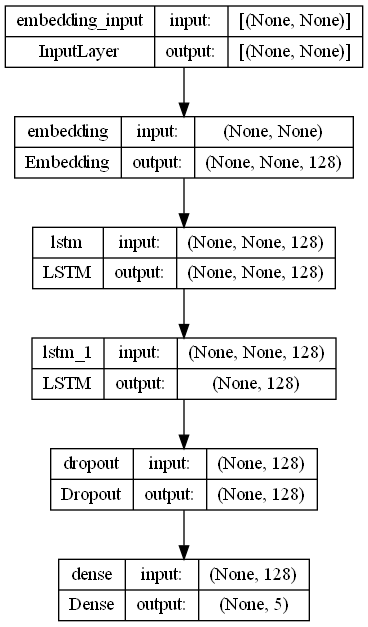 embedding_input input: [(None, None)]
InputLayer output: [(None, None)]
embedding input: (None, None)
Embedding output: (None, None, 128)
lstm input: (None, None, 128)
LSTM output: (None, None, 128)
lstm_1 input: (None, None, 128)
LSTM output: (None, 128)
dropout input: (None, 128)
Dropout output: (None, 128)
dense input: (None, 128)
Dense output: (None, 5)